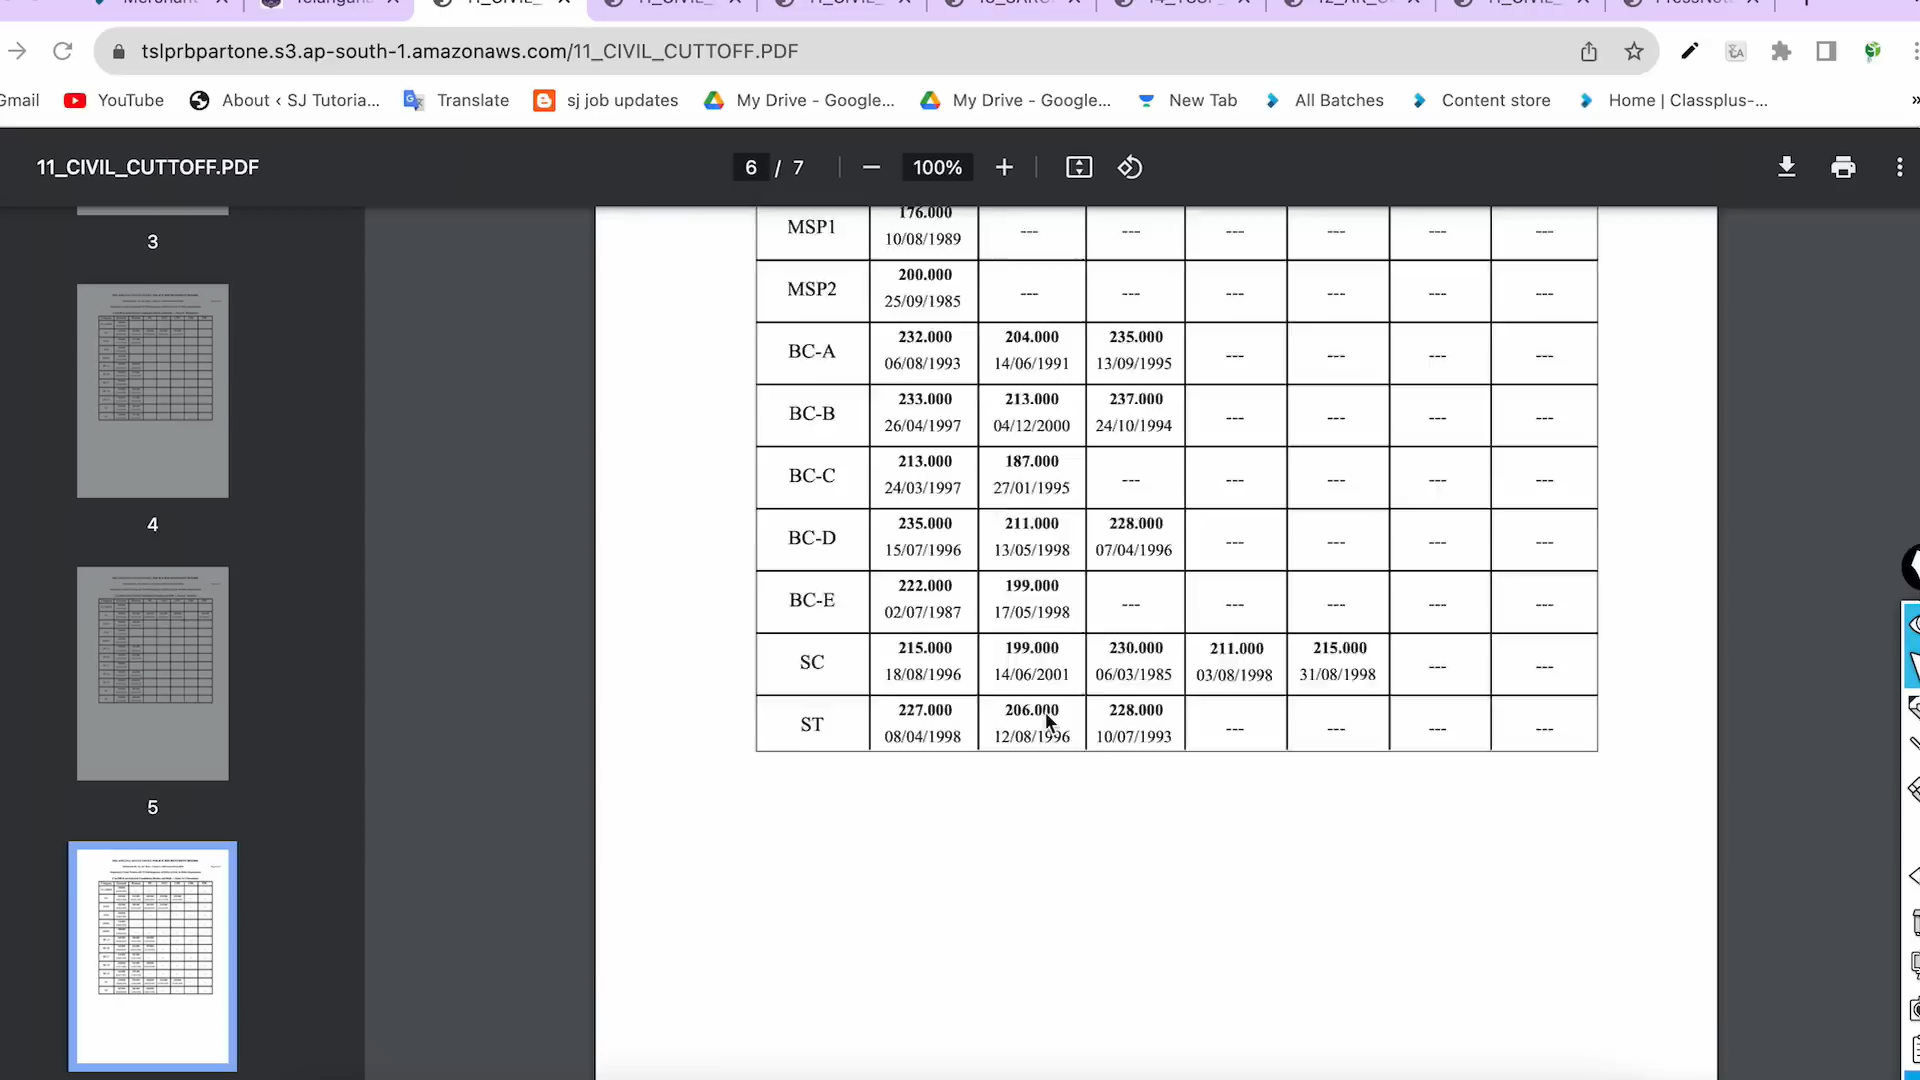 tslprbpartone.s3.ap-south-1.amazonaws.com/11_CIVIL_CUTTOFF.PDF
Gmail YouTube About ‹ SJ Tutoria... Translate sj job updates My Drive - Google... My Drive - Google... New Tab All Batches Content store Home | Classplus-... »
11_CIVIL_CUTTOFF.PDF 6 / 7 100%
3
4
5
MSP1 176.000 --- --- --- --- --- ---
10/08/1989
MSP2 200.000 --- --- --- --- --- ---
25/09/1985
BC-A 232.000 204.000 235.000 --- --- --- ---
06/08/1993 14/06/1991 13/09/1995
BC-B 233.000 213.000 237.000 --- --- --- ---
26/04/1997 04/12/2000 24/10/1994
BC-C 213.000 187.000 --- --- --- --- ---
24/03/1997 27/01/1995
BC-D 235.000 211.000 228.000 --- --- --- ---
15/07/1996 13/05/1998 07/04/1996
BC-E 222.000 199.000 --- --- --- --- ---
02/07/1987 17/05/1998
SC 215.000 199.000 230.000 211.000 215.000 --- ---
18/08/1996 14/06/2001 06/03/1985 03/08/1998 31/08/1998
ST 227.000 206.000 228.000 --- --- --- ---
08/04/1998 12/08/1996 10/07/1993